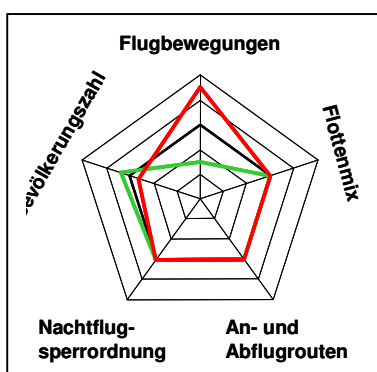 Flugbewegungen
Flottenmix
An- und
Abflugrouten
Nachtflug-
sperrordnung
evölkerungszahl